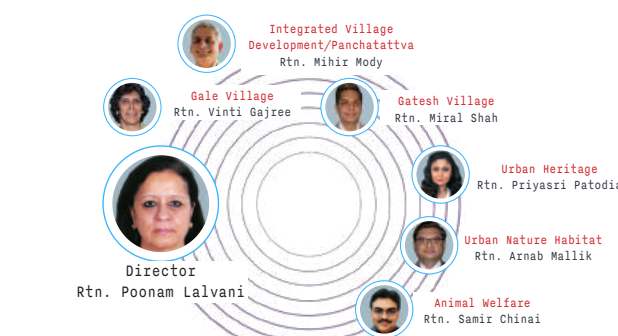 Integrated Village
Development/Panchatattva
Rtn. Mihir Mody
Gale Village
Rtn. Vinti Gajree
Gatesh Village
Rtn. Miral Shah
Urban Heritage
Rtn. Priyasri Patodia
Director
Rtn. Poonam Lalvani
Urban Nature Habitat
Rtn. Arnab Mallik
Animal Welfare
Rtn. Samir Chinai